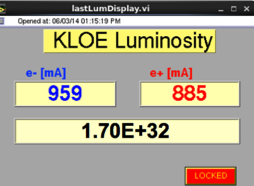 lastLumDisplay.vi
Opened at: 06/03/14 01:15:19 PM
KLOE Luminosity
e- [mA] e+ [mA]
959 885
1.70E+32
LOCKED